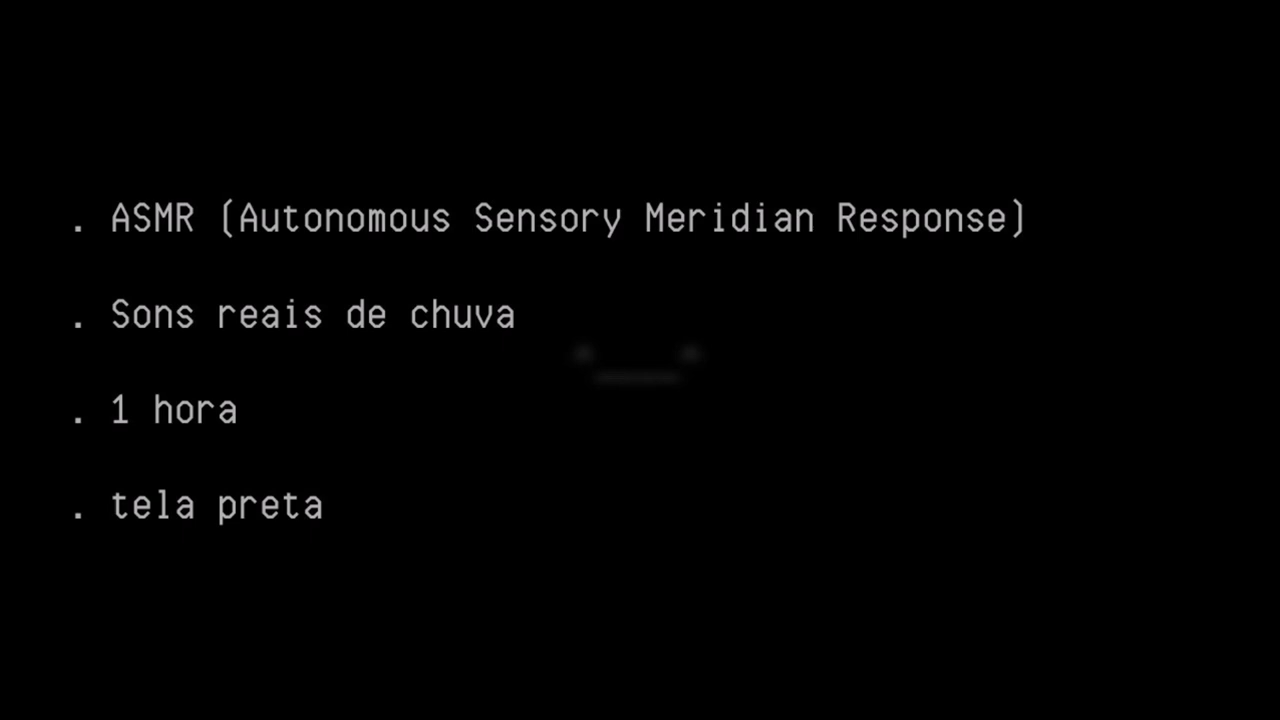 . ASMR (Autonomous Sensory Meridian Response)
. Sons reais de chuva
. 1 hora
. tela preta